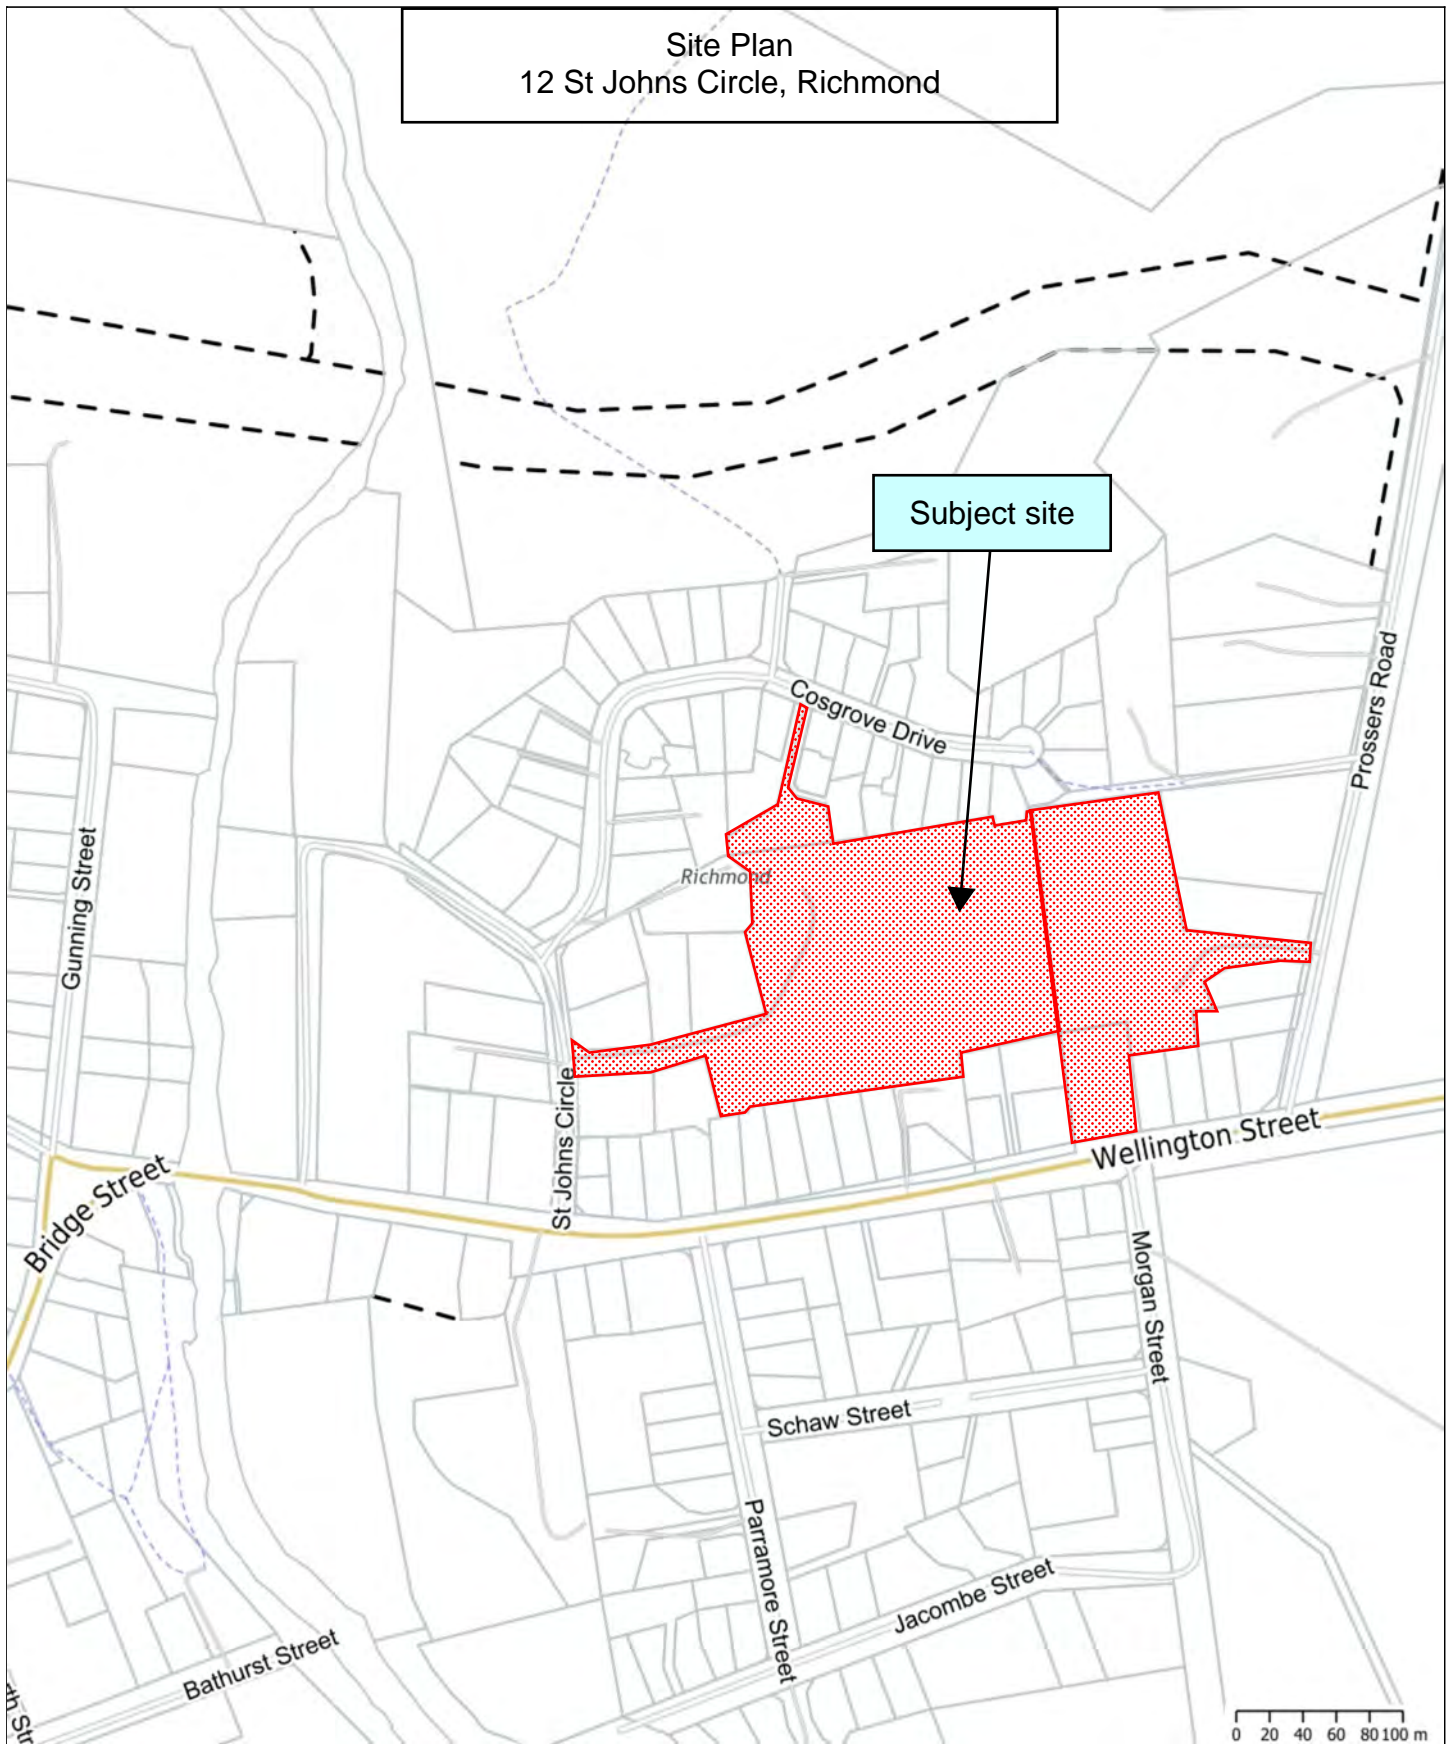 Site Plan
12 St Johns Circle, Richmond
Subject site
Cosgrove Drive
Prossers Road
Richmond
Gunning Street
St Johns Circle
Wellington Street
Bridge Street
Morgan Street
Schaw Street
Parramore Street
Jacombe Street
Bathurst Street
rth Str
0 20 40 60 80 100 m